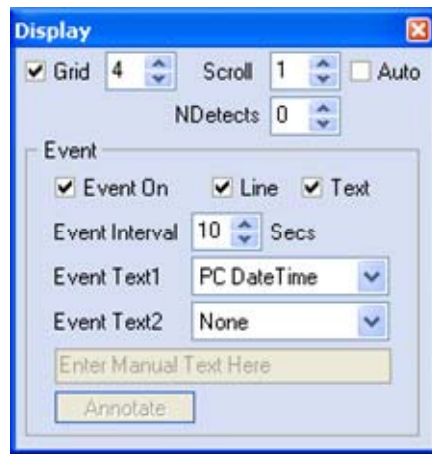 Display
Grid 4 Scroll 1 Auto
NDetects 0
Event
Event On Line Text
Event Interval 10 Secs
Event Text1 PC DateTime
Event Text2 None
Enter Manual Text Here
Annotate